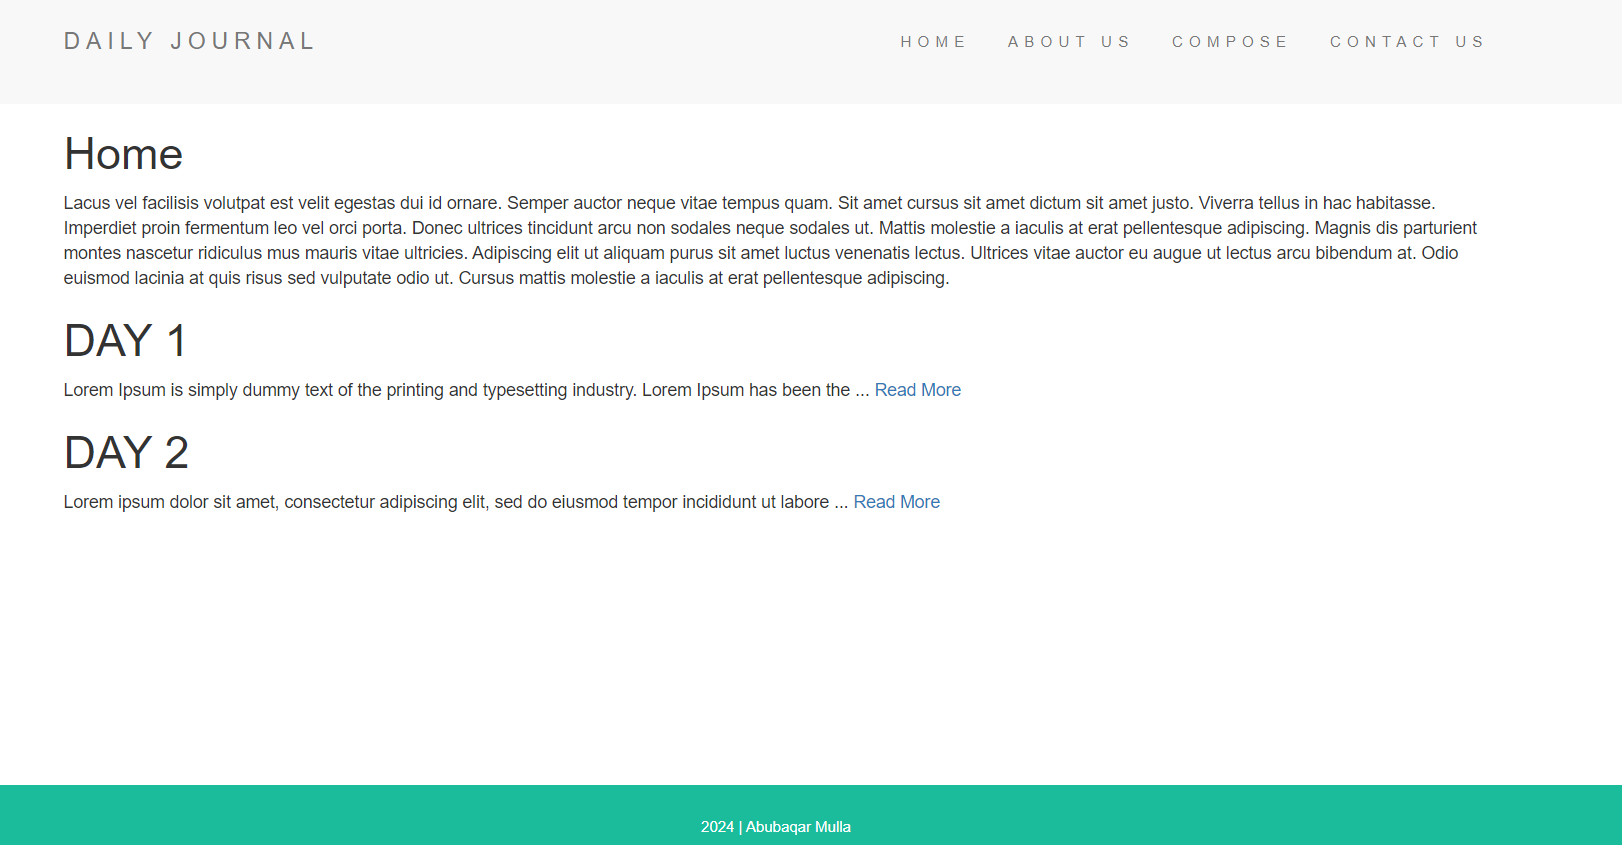 DAILY JOURNAL
HOME ABOUT US COMPOSE CONTACT US
Home
Lacus vel facilisis volutpat est velit egestas dui id ornare. Semper auctor neque vitae tempus quam. Sit amet cursus sit amet dictum sit amet justo. Viverra tellus in hac habitasse.
Imperdiet proin fermentum leo vel orci porta. Donec ultrices tincidunt arcu non sodales neque sodales ut. Mattis molestie a iaculis at erat pellentesque adipiscing. Magnis dis parturient
montes nascetur ridiculus mus mauris vitae ultricies. Adipiscing elit ut aliquam purus sit amet luctus venenatis lectus. Ultrices vitae auctor eu augue ut lectus arcu bibendum at. Odio
euismod lacinia at quis risus sed vulputate odio ut. Cursus mattis molestie a iaculis at erat pellentesque adipiscing.
DAY 1
Lorem Ipsum is simply dummy text of the printing and typesetting industry. Lorem Ipsum has been the ... Read More
DAY 2
Lorem ipsum dolor sit amet, consectetur adipiscing elit, sed do eiusmod tempor incididunt ut labore ... Read More
2024 | Abubaqar Mulla